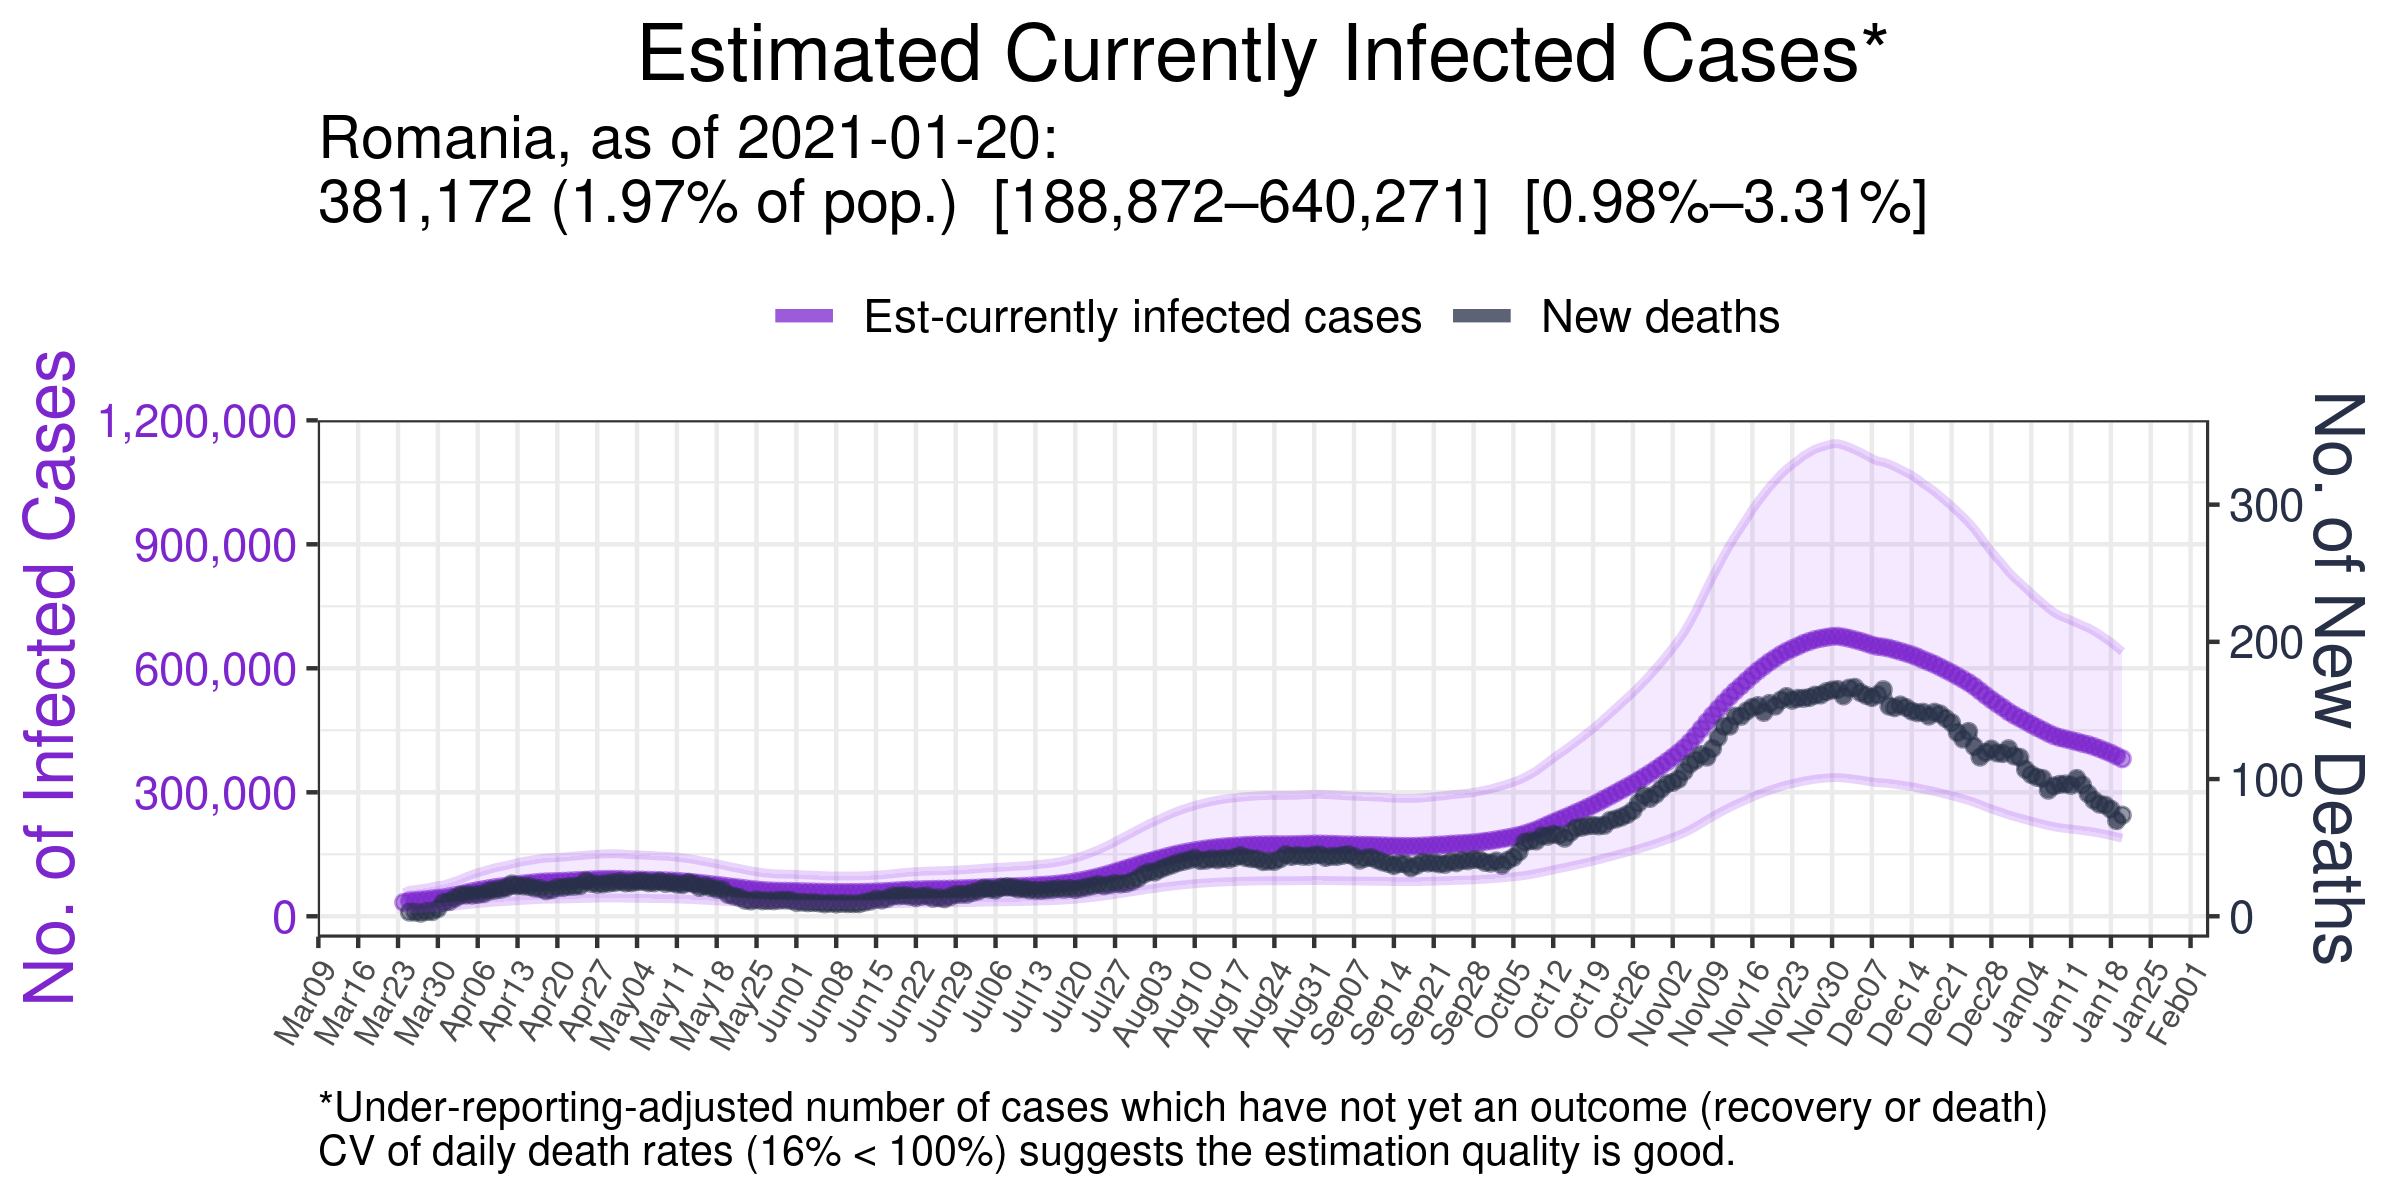 Estimated Currently Infected Cases*
Romania, as of 2021-01-20:
381,172 (1.97% of pop.) [188,872–640,271] [0.98%–3.31%]
Est-currently infected cases New deaths
No. of Infected Cases
1,200,000
900,000
600,000
300,000
0
300
200
100
0
No. of New Deaths
Mar09 Mar16 Mar23 Mar30 Apr06 Apr13 Apr20 Apr27 May04 May11 May18 May25 Jun01 Jun08 Jun15 Jun22 Jun29 Jul06 Jul13 Jul20 Jul27 Aug03 Aug10 Aug17 Aug24 Aug31 Sep07 Sep14 Sep21 Sep28 Oct05 Oct12 Oct19 Oct26 Nov02 Nov09 Nov16 Nov23 Nov30 Dec07 Dec14 Dec21 Dec28 Jan04 Jan11 Jan18 Jan25 Feb01
*Under-reporting-adjusted number of cases which have not yet an outcome (recovery or death)
CV of daily death rates (16% < 100%) suggests the estimation quality is good.